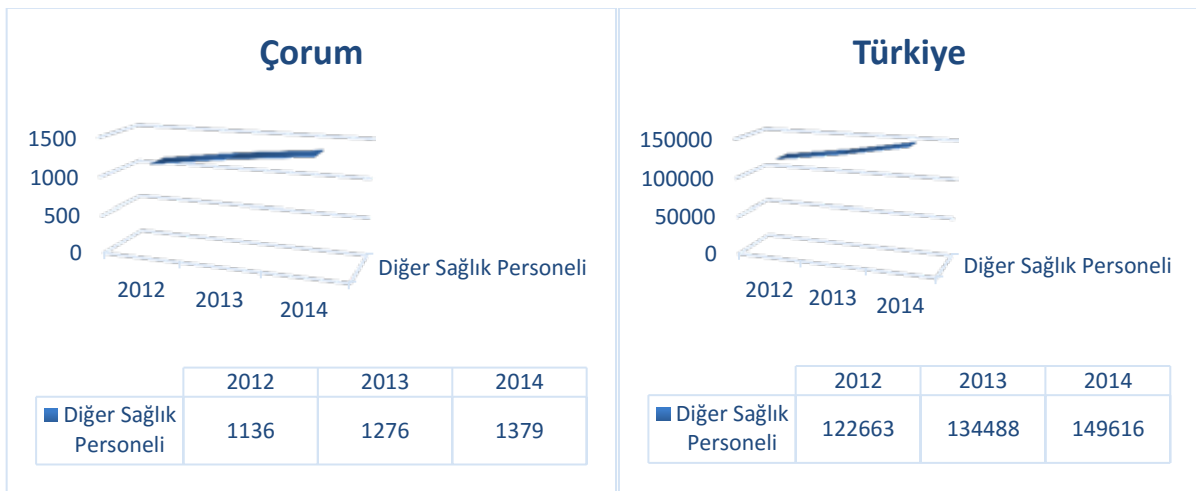 Çorum
1500
1000
500
0
2012
2013
2014
Diğer Sağlık Personeli
2012 2013 2014
Diğer Sağlık
Personeli
1136 1276 1379
Türkiye
150000
100000
50000
0
2012
2013
2014
Diğer Sağlık Personeli
2012 2013 2014
Diğer Sağlık
Personeli
122663 134488 149616